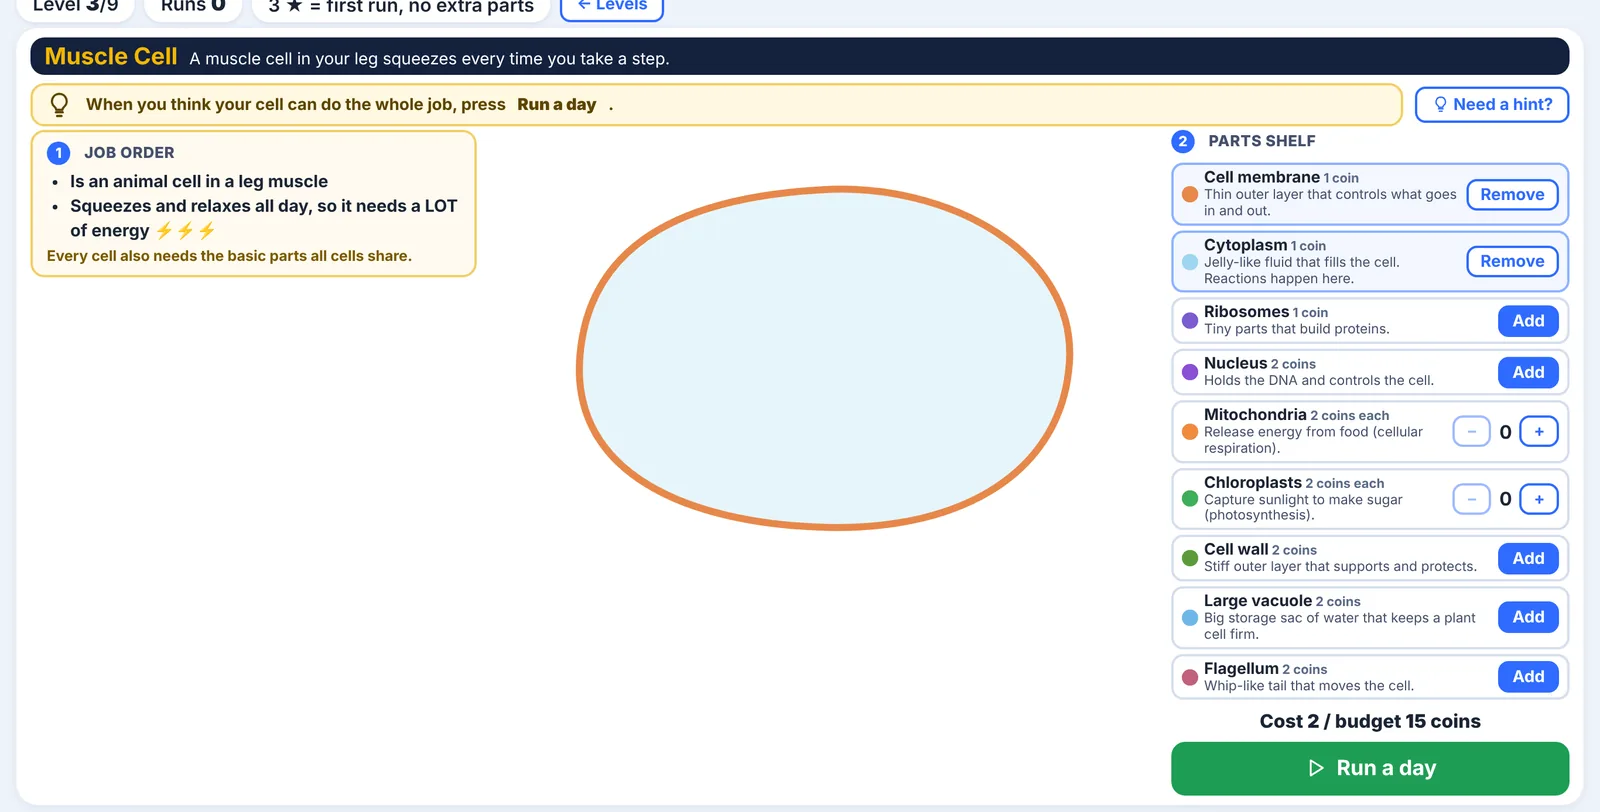 Level 3/9 Runs 0 3 ★ = first run, no extra parts ← Levels
Muscle Cell A muscle cell in your leg squeezes every time you take a step.
When you think your cell can do the whole job, press Run a day .
Need a hint?
1 JOB ORDER
• Is an animal cell in a leg muscle
• Squeezes and relaxes all day, so it needs a LOT
of energy ⚡⚡⚡
Every cell also needs the basic parts all cells share.
2 PARTS SHELF
Cell membrane 1 coin
Thin outer layer that controls what goes
in and out.
Remove
Cytoplasm 1 coin
Jelly-like fluid that fills the cell.
Reactions happen here.
Remove
Ribosomes 1 coin
Tiny parts that build proteins.
Add
Nucleus 2 coins
Holds the DNA and controls the cell.
Add
Mitochondria 2 coins each
Release energy from food (cellular
respiration).
− 0 +
Chloroplasts 2 coins each
Capture sunlight to make sugar
(photosynthesis).
− 0 +
Cell wall 2 coins
Stiff outer layer that supports and protects.
Add
Large vacuole 2 coins
Big storage sac of water that keeps a plant
cell firm.
Add
Flagellum 2 coins
Whip-like tail that moves the cell.
Add
Cost 2 / budget 15 coins
Run a day